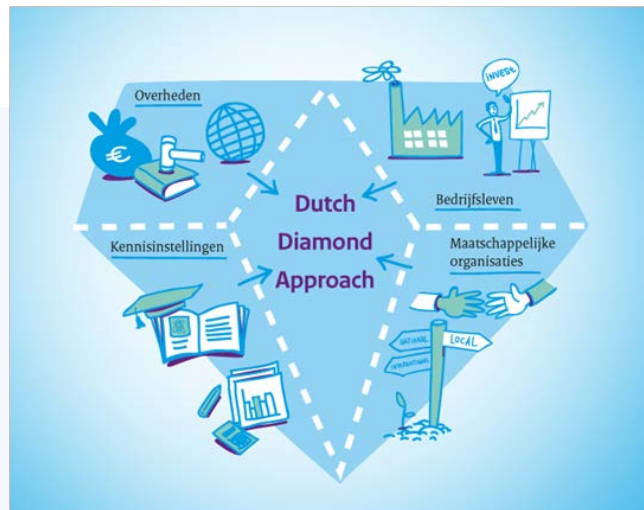 Overheden
€
INVEST
Bedrijfsleven
Dutch
Diamond
Approach
Kennisinstellingen
Maatschappelijke
organisaties
NATIONAL
LOCAL
INTERNATIONAL